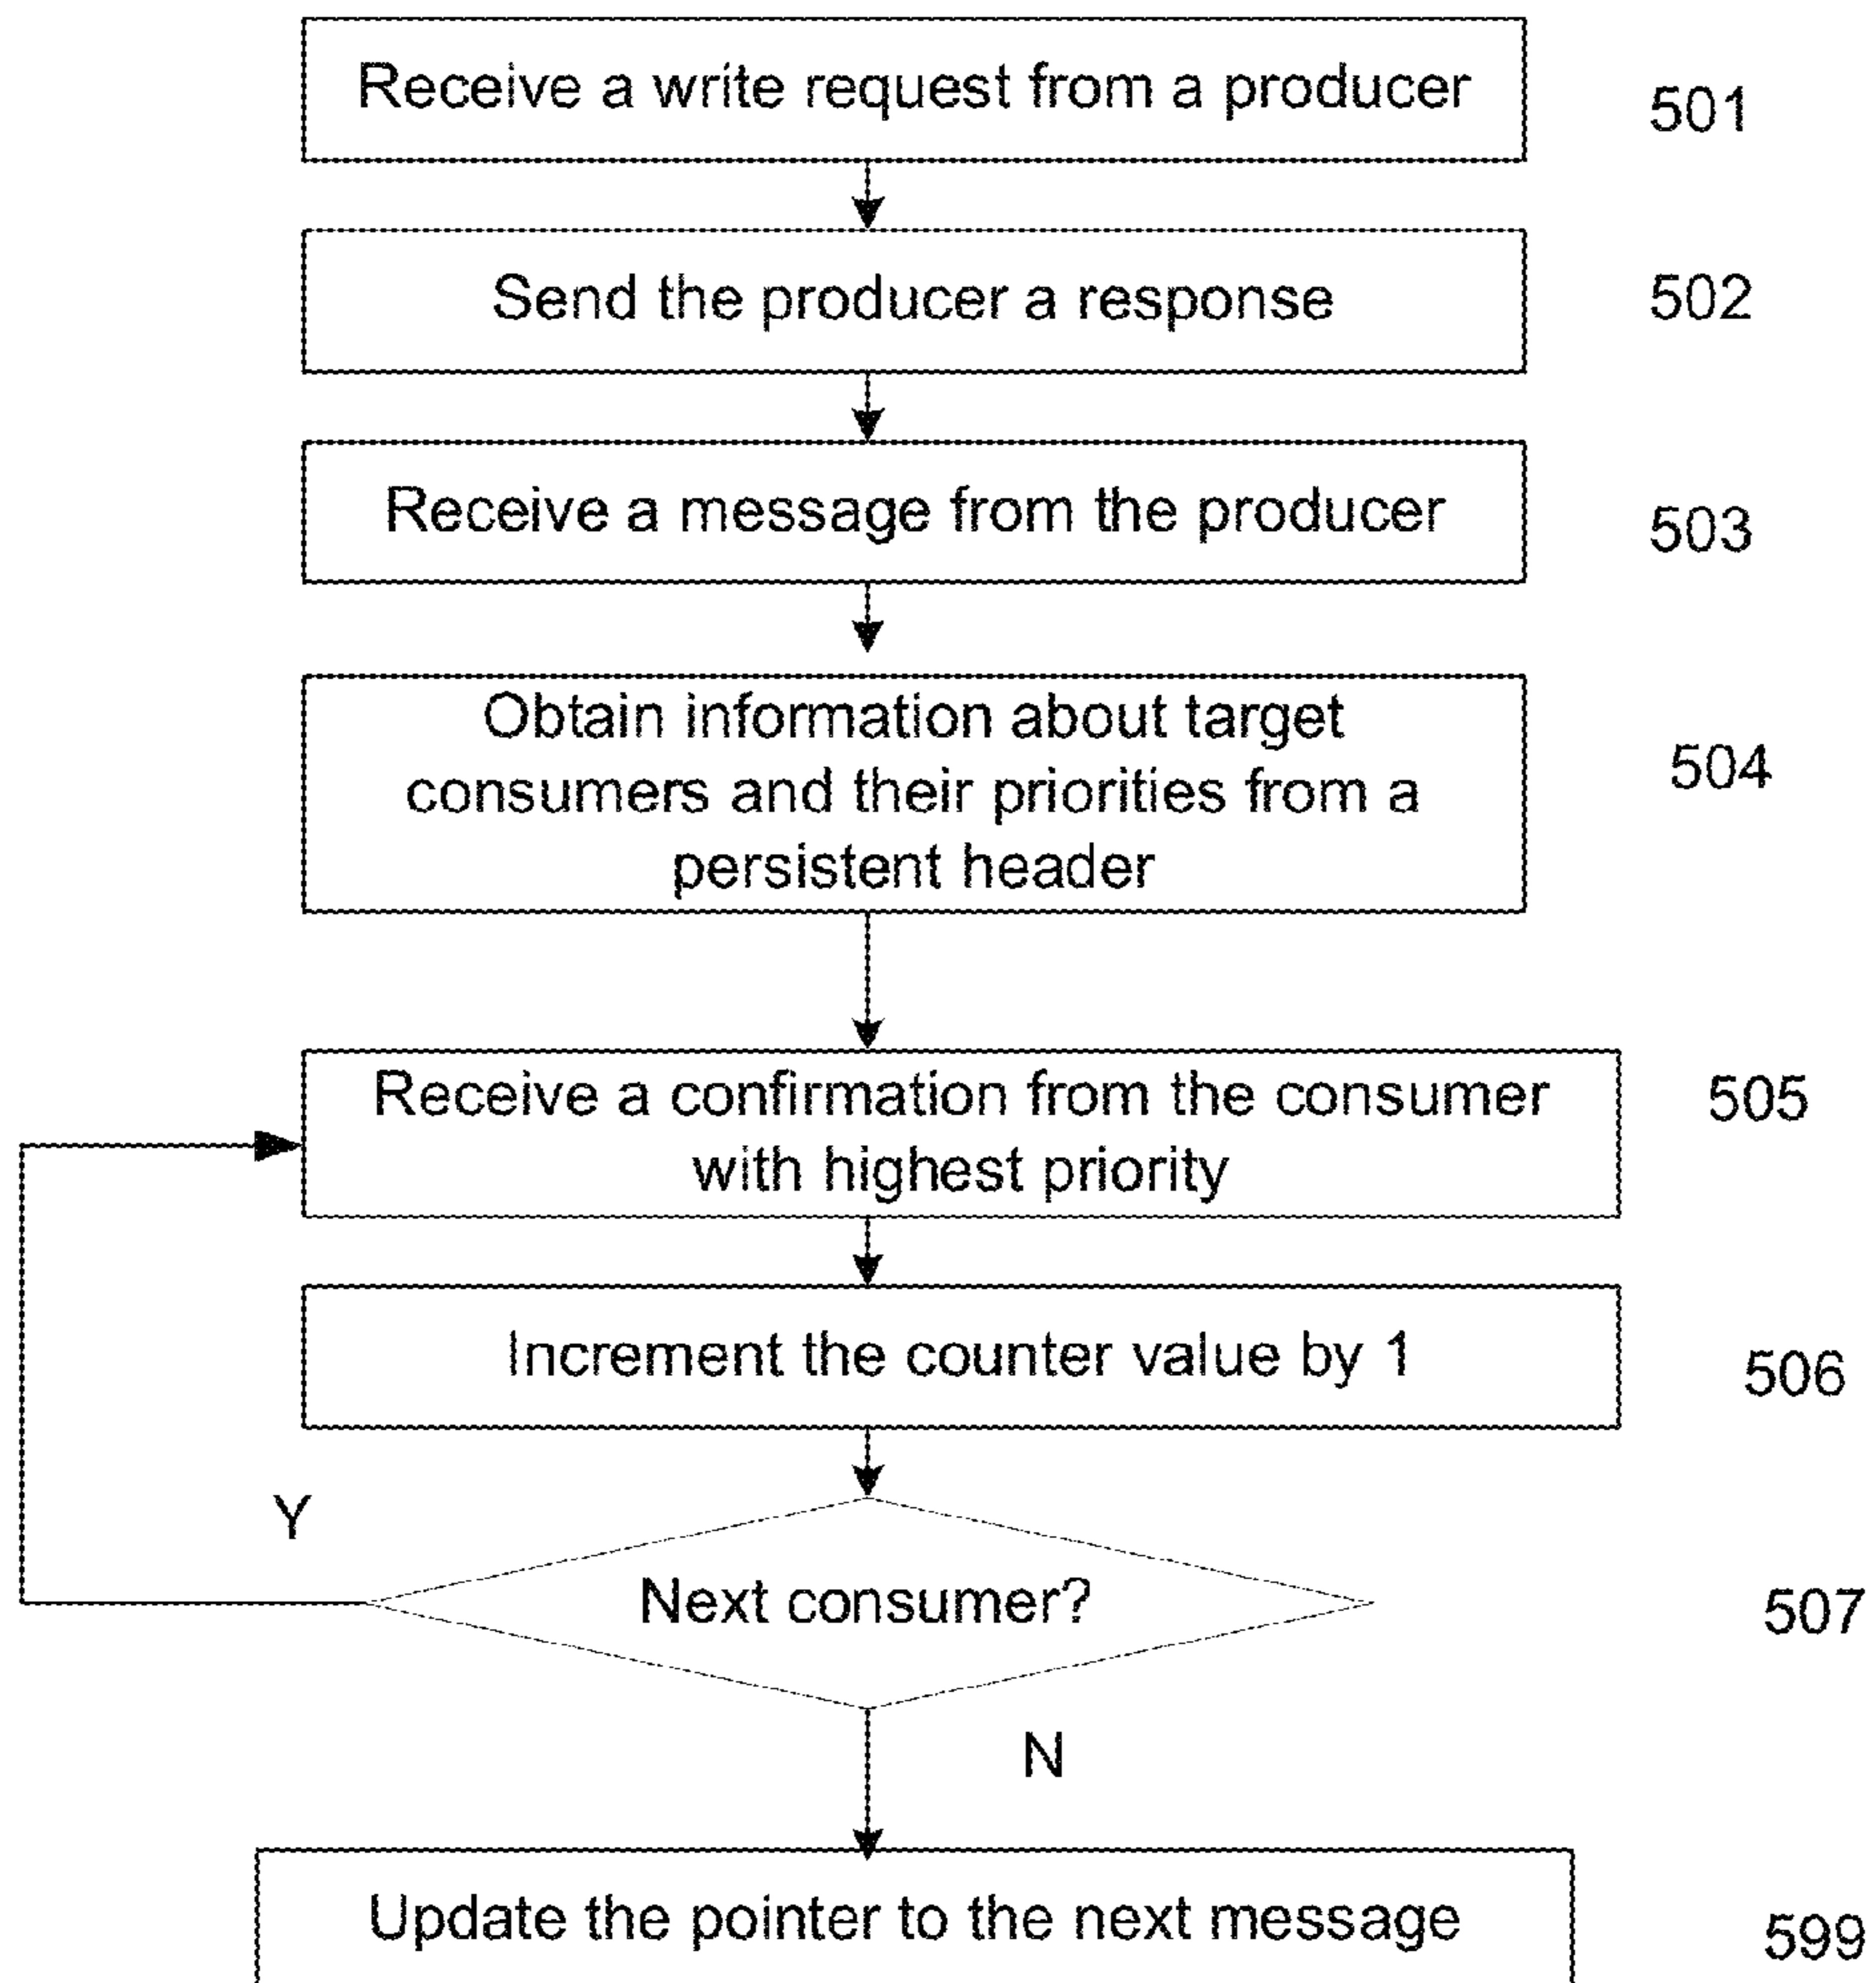 Receive a write request from a producer
501
Send the producer a response
502
Receive a message from the producer
503
Obtain information about target
consumers and their priorities from a
persistent header
504
Receive a confirmation from the consumer
with highest priority
505
Increment the counter value by 1
506
Y
Next consumer?
507
N
Update the pointer to the next message
599